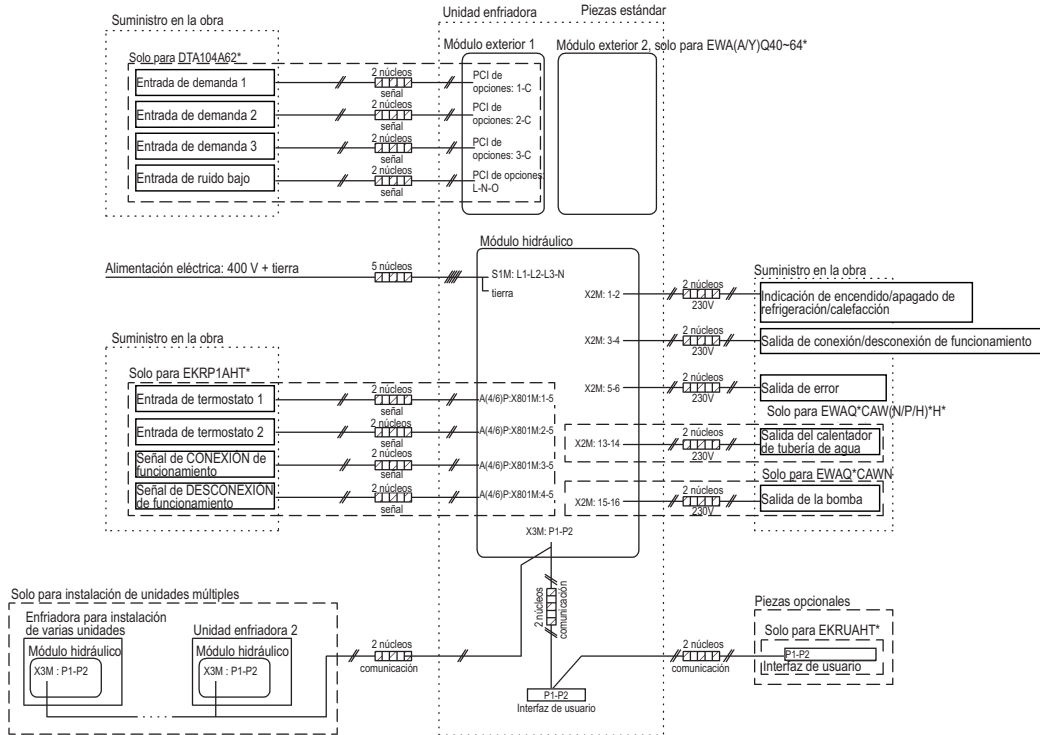 Suministro en la obra
Unidad enfriadora
Piezas estándar
Módulo exterior 1
Módulo exterior 2, solo para EWA(A/Y)Q40~64*
Solo para DTA104A62*
Entrada de demanda 1
2 núcleos
señal
PCI de
opciones: 1-C
Entrada de demanda 2
2 núcleos
señal
PCI de
opciones: 2-C
Entrada de demanda 3
2 núcleos
señal
PCI de
opciones: 3-C
Entrada de ruido bajo
2 núcleos
señal
PCI de opciones:
L-N-O
Módulo hidráulico
Alimentación eléctrica: 400 V + tierra
5 núcleos
S1M: L1-L2-L3-N
tierra
Suministro en la obra
X2M: 1-2
2 núcleos
230V
Indicación de encendido/apagado de
refrigeración/calefacción
X2M: 3-4
2 núcleos
230V
Salida de conexión/desconexión de funcionamiento
X2M: 5-6
2 núcleos
230V
Salida de error
Solo para EWAQ*CAW(N/P/H)*H*
X2M: 13-14
2 núcleos
230V
Salida del calentador
de tubería de agua
Solo para EWAQ*CAWN
X2M: 15-16
2 núcleos
230V
Salida de la bomba
Suministro en la obra
Solo para EKRP1AHT*
Entrada de termostato 1
2 núcleos
señal
A(4/6)P:X801M:1-5
Entrada de termostato 2
2 núcleos
señal
A(4/6)P:X801M:2-5
Señal de CONEXIÓN de
funcionamiento
2 núcleos
señal
A(4/6)P:X801M:3-5
Señal de DESCONEXIÓN
de funcionamiento
2 núcleos
señal
A(4/6)P:X801M:4-5
X3M: P1-P2
2 núcleos
comunicación
Solo para instalación de unidades múltiples
Enfriadora para instalación
de varias unidades
Módulo hidráulico
X3M : P1-P2
Unidad enfriadora 2
Módulo hidráulico
X3M : P1-P2
2 núcleos
comunicación
P1-P2
Interfaz de usuario
2 núcleos
comunicación
Piezas opcionales
Solo para EKRUAHT*
P1-P2
Interfaz de usuario